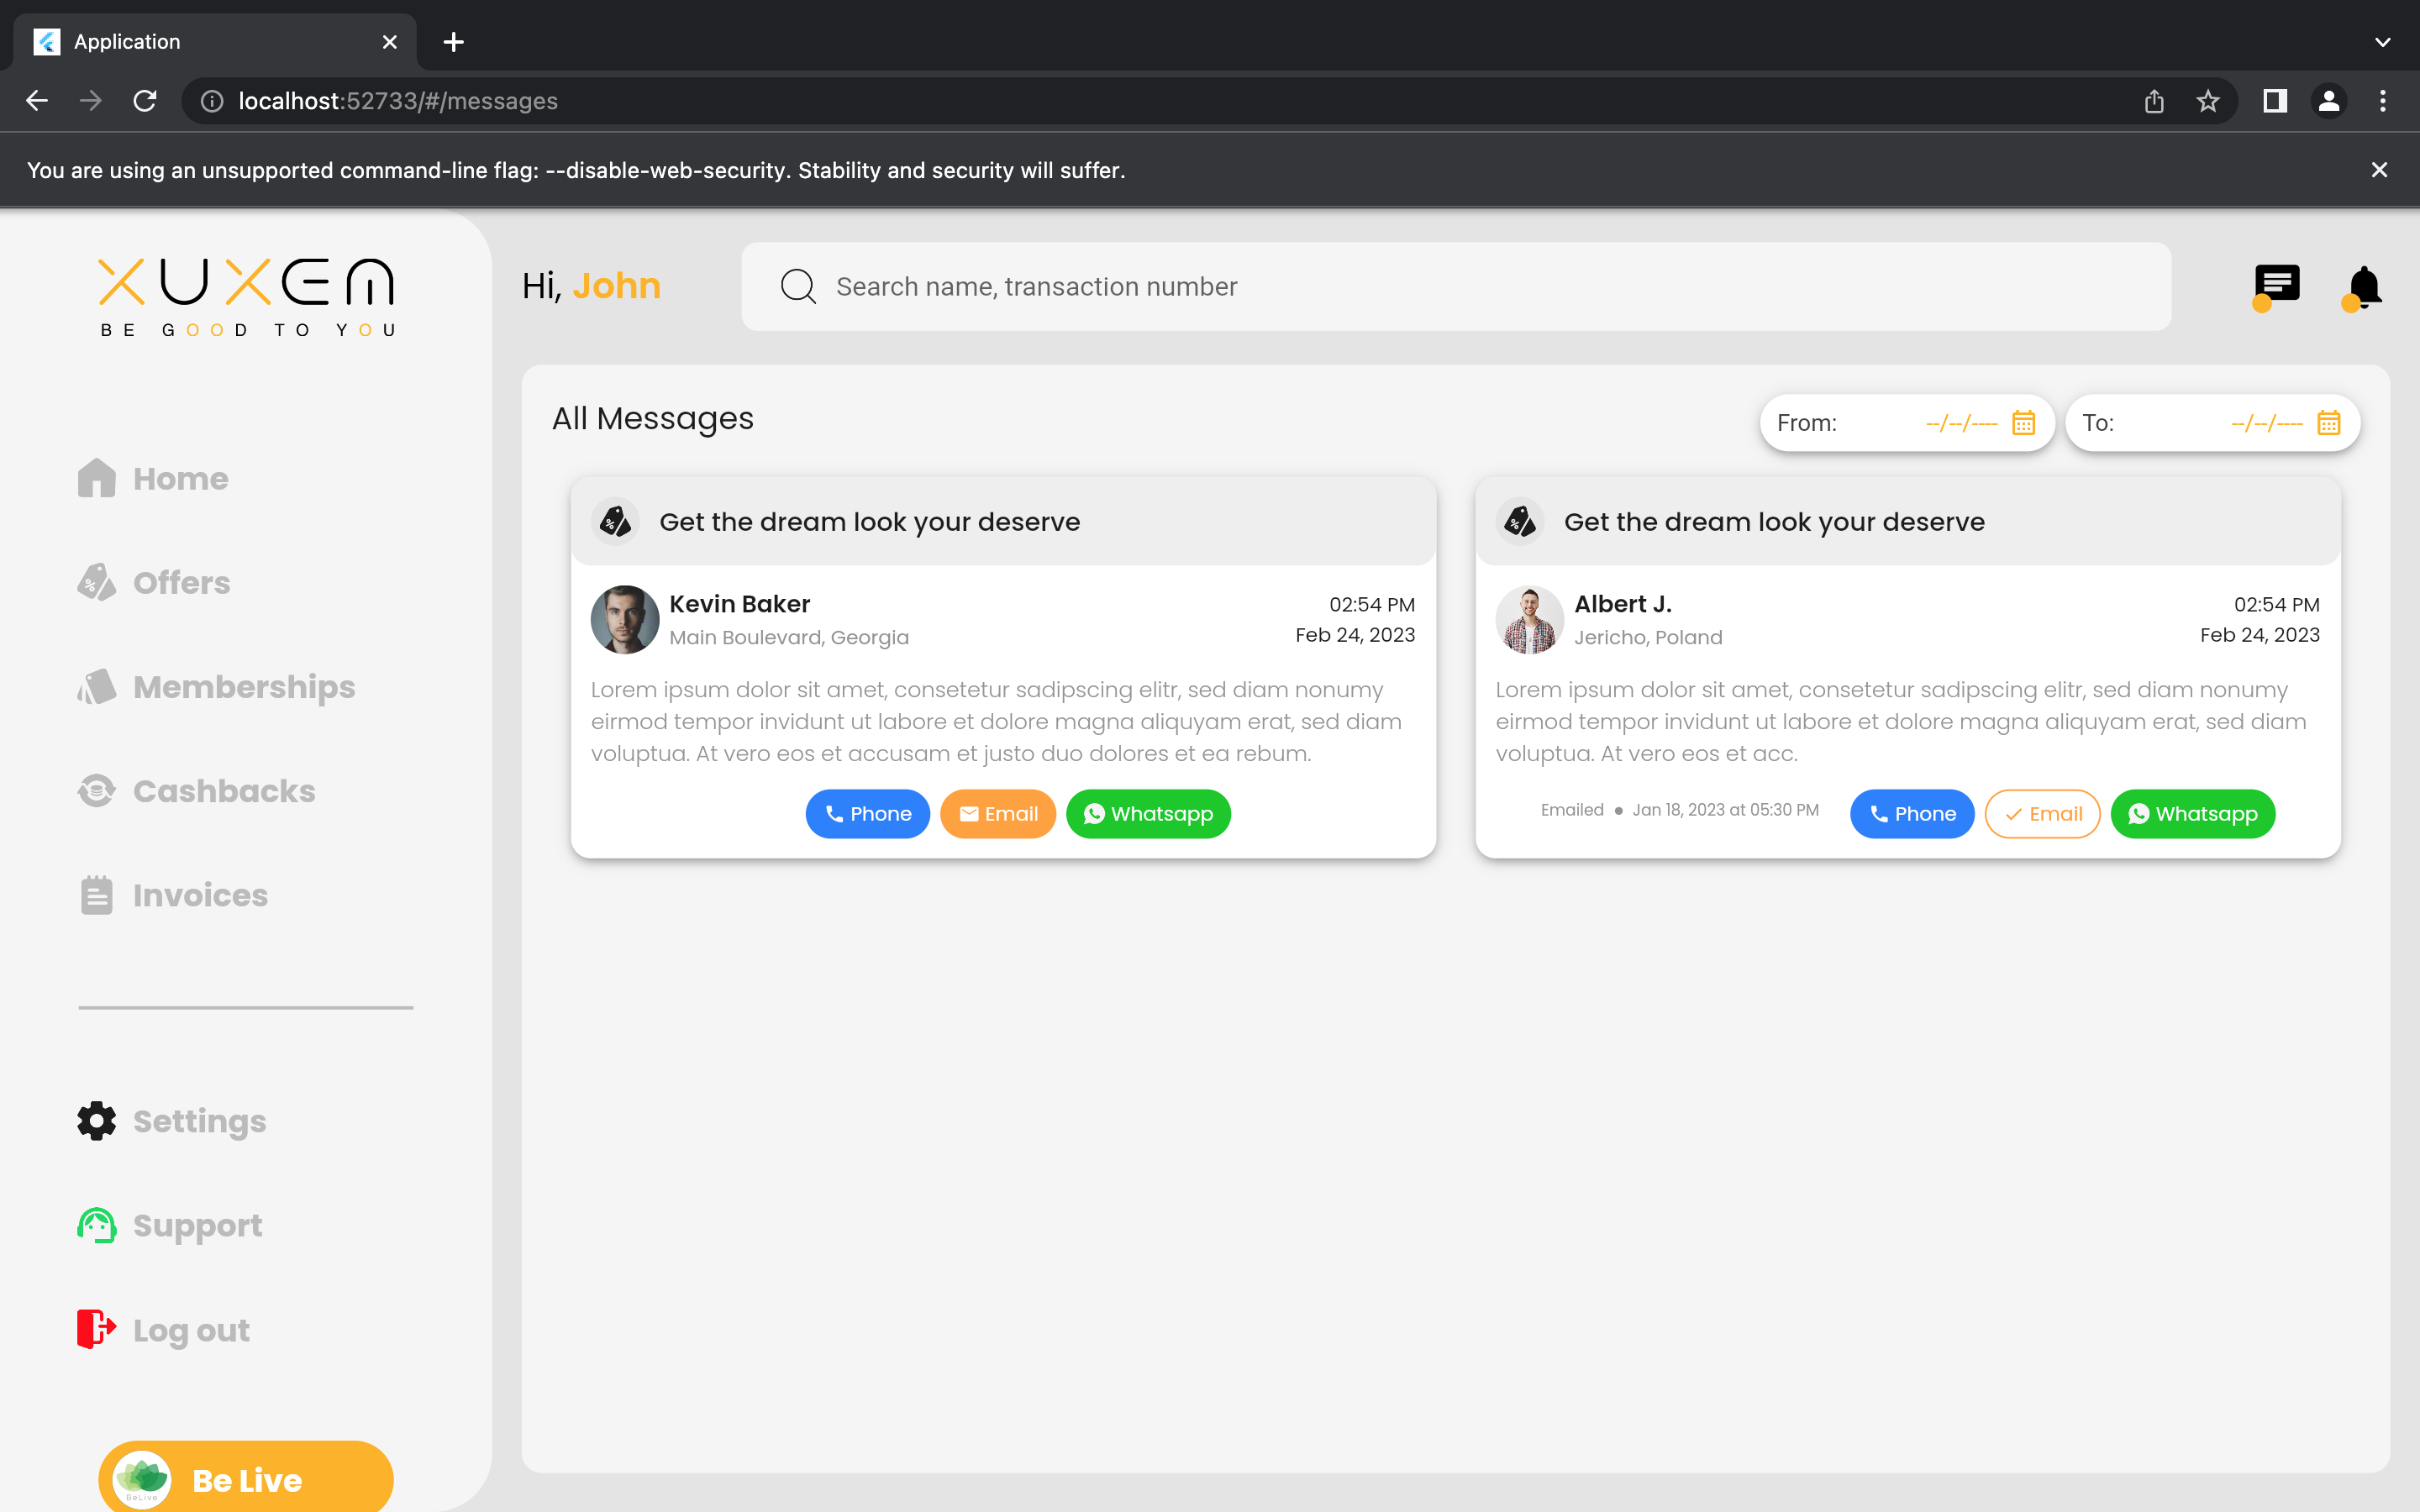 Application
localhost:52733/#/messages
You are using an unsupported command-line flag: --disable-web-security. Stability and security will suffer.
XUXEM
BE GOOD TO YOU
Home
Offers
Memberships
Cashbacks
Invoices
Settings
Support
Log out
BeLive
Be Live
Hi, John
Search name, transaction number
All Messages
From: --/--/----
To: --/--/----
Get the dream look your deserve
Kevin Baker
02:54 PM
Main Boulevard, Georgia
Feb 24, 2023
Lorem ipsum dolor sit amet, consetetur sadipscing elitr, sed diam nonumy
eirmod tempor invidunt ut labore et dolore magna aliquyam erat, sed diam
voluptua. At vero eos et accusam et justo duo dolores et ea rebum.
Phone
Email
Whatsapp
Get the dream look your deserve
Albert J.
02:54 PM
Jericho, Poland
Feb 24, 2023
Lorem ipsum dolor sit amet, consetetur sadipscing elitr, sed diam nonumy
eirmod tempor invidunt ut labore et dolore magna aliquyam erat, sed diam
voluptua. At vero eos et acc.
Emailed • Jan 18, 2023 at 05:30 PM
Phone
Email
Whatsapp